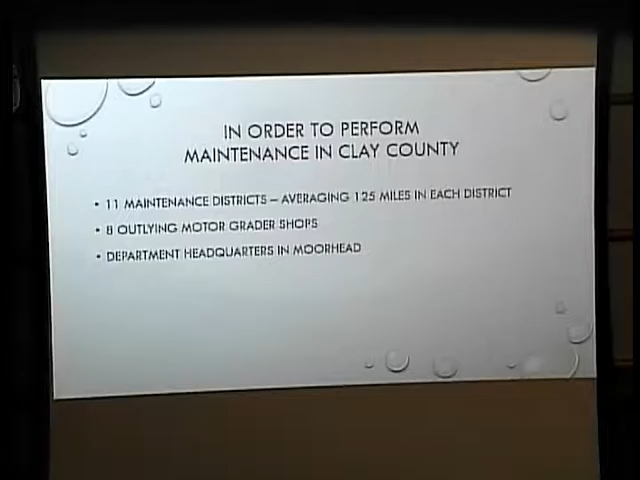 IN ORDER TO PERFORM
MAINTENANCE IN CLAY COUNTY
• 11 MAINTENANCE DISTRICTS – AVERAGING 125 MILES IN EACH DISTRICT
• 8 OUTLYING MOTOR GRADER SHOPS
• DEPARTMENT HEADQUARTERS IN MOORHEAD